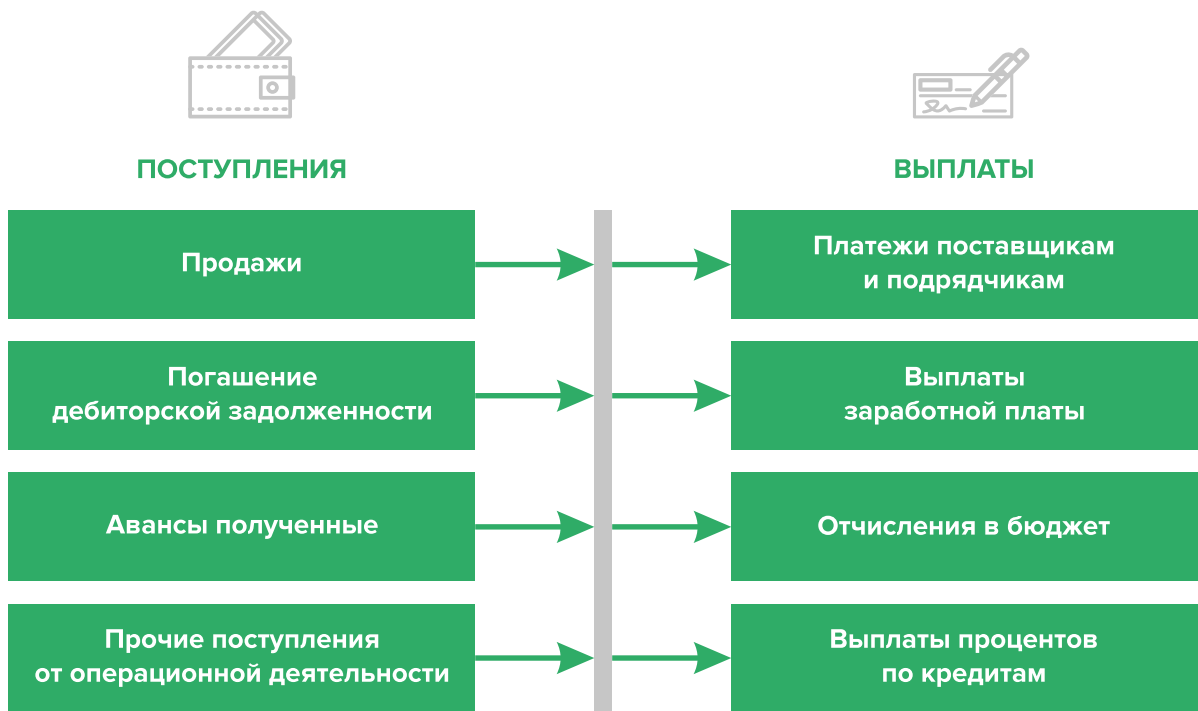 ПОСТУПЛЕНИЯ
ВЫПЛАТЫ
Продажи
Платежи поставщикам
и подрядчикам
Погашение
дебиторской задолженности
Выплаты
заработной платы
Авансы полученные
Отчисления в бюджет
Прочие поступления
от операционной деятельности
Выплаты процентов
по кредитам